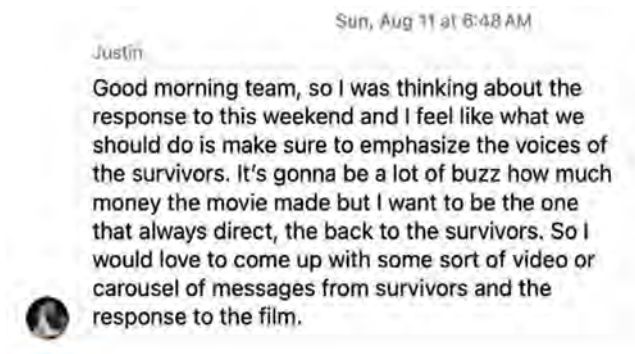 Sun, Aug 11 at 6:48 AM
Justin
Good morning team, so I was thinking about the
response to this weekend and I feel like what we
should do is make sure to emphasize the voices of
the survivors. It's gonna be a lot of buzz how much
money the movie made but I want to be the one
that always direct, the back to the survivors. So I
would love to come up with some sort of video or
carousel of messages from survivors and the
response to the film.